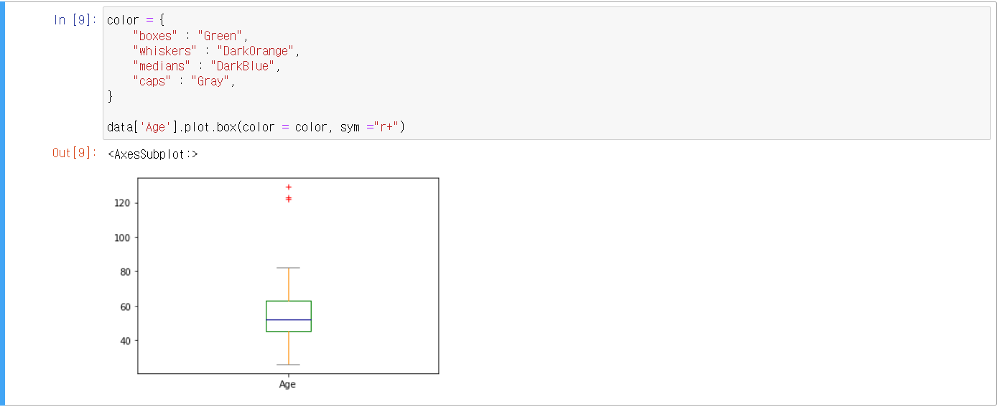 In [9]: color = {
"boxes" : "Green",
"whiskers" : "DarkOrange",
"medians" : "DarkBlue",
"caps" : "Gray",
}
data['Age'].plot.box(color = color, sym ="r+")
Out[9]: <AxesSubplot:>
120
100
80
60
40
Age